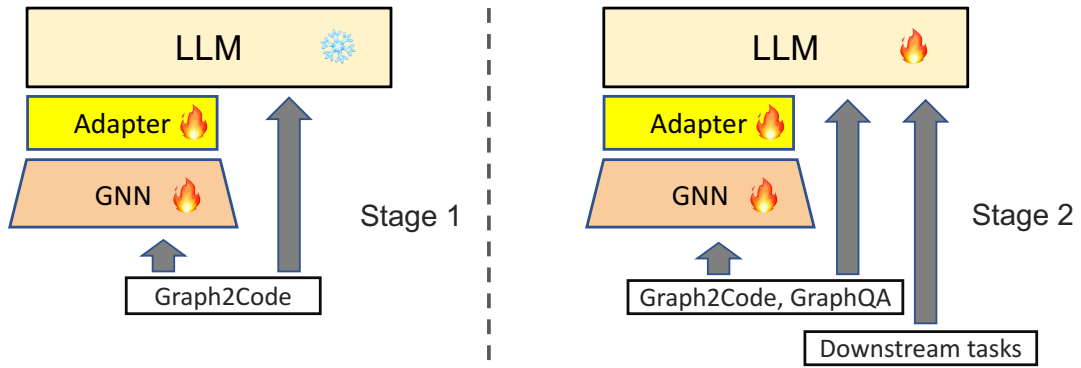 LLM
Adapter
GNN
Stage 1
Graph2Code
LLM
Adapter
GNN
Stage 2
Graph2Code, GraphQA
Downstream tasks